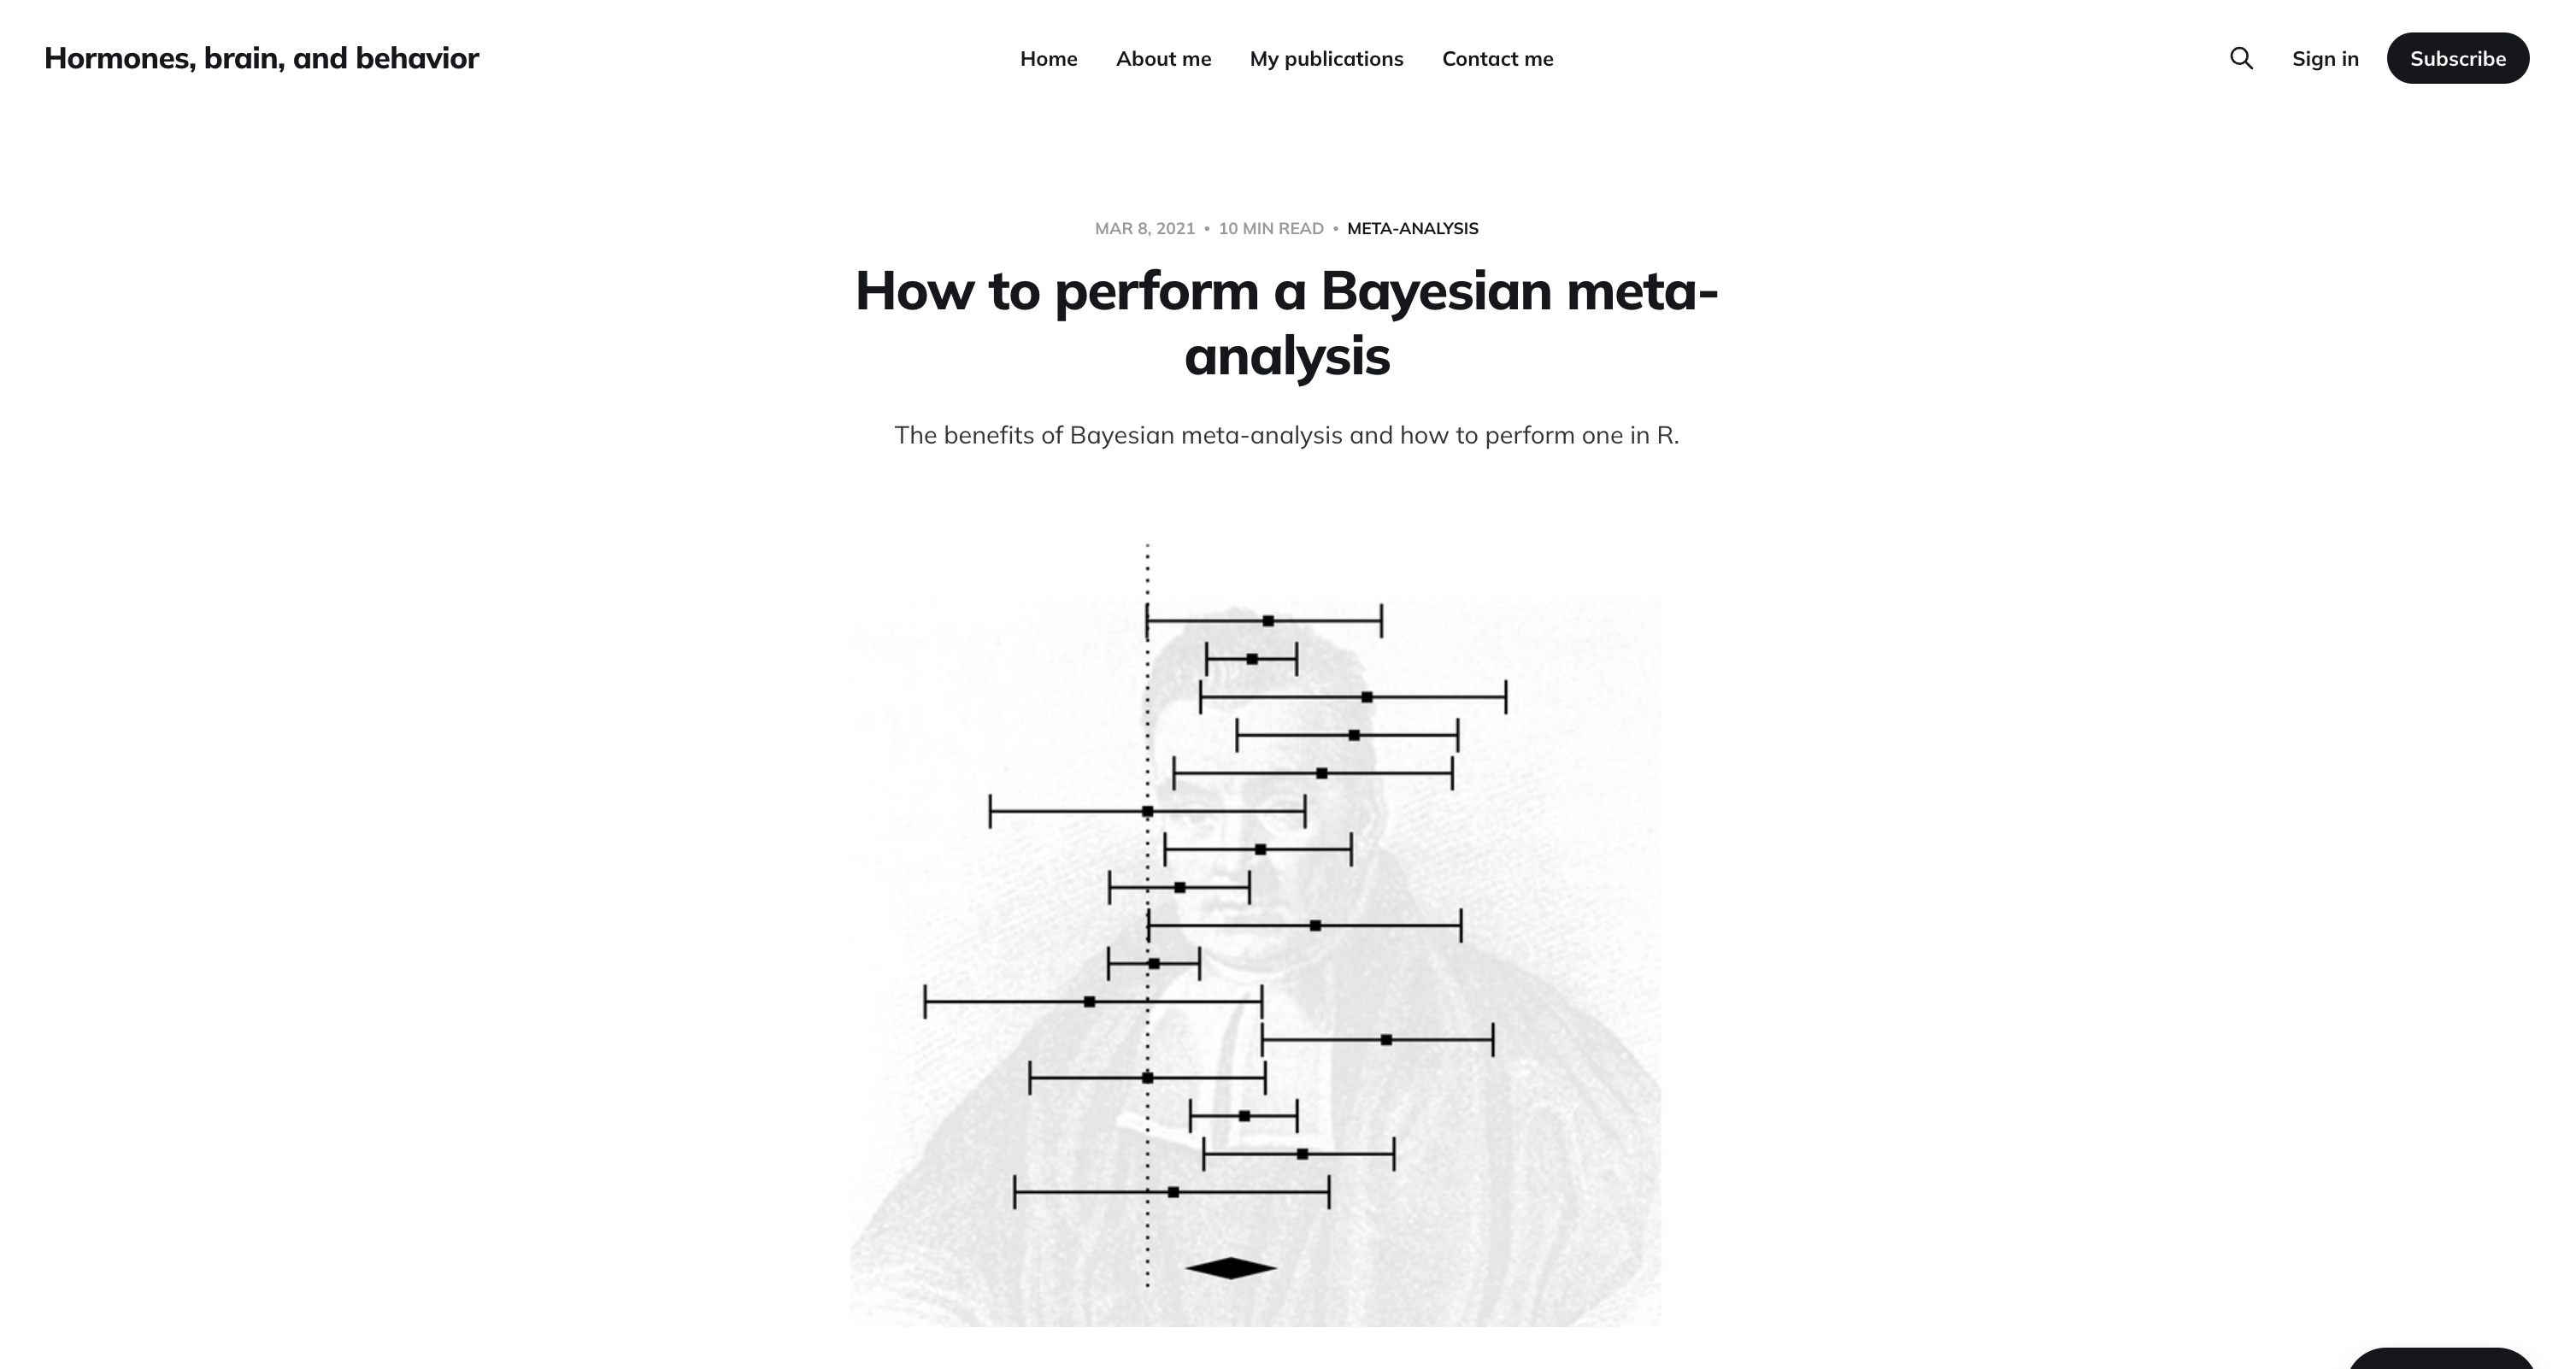 Hormones, brain, and behavior
Home About me My publications Contact me
Sign in Subscribe
MAR 8, 2021 • 10 MIN READ • META-ANALYSIS
How to perform a Bayesian meta-
analysis
The benefits of Bayesian meta-analysis and how to perform one in R.